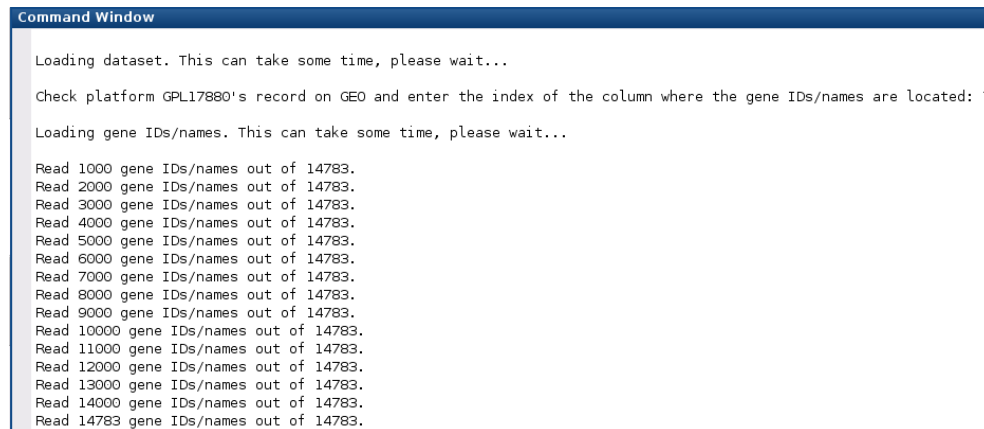 Command Window
Loading dataset. This can take some time, please wait...
Check platform GPL17880's record on GEO and enter the index of the column where the gene IDs/names are located:
Loading gene IDs/names. This can take some time, please wait...
Read 1000 gene IDs/names out of 14783.
Read 2000 gene IDs/names out of 14783.
Read 3000 gene IDs/names out of 14783.
Read 4000 gene IDs/names out of 14783.
Read 5000 gene IDs/names out of 14783.
Read 6000 gene IDs/names out of 14783.
Read 7000 gene IDs/names out of 14783.
Read 8000 gene IDs/names out of 14783.
Read 9000 gene IDs/names out of 14783.
Read 10000 gene IDs/names out of 14783.
Read 11000 gene IDs/names out of 14783.
Read 12000 gene IDs/names out of 14783.
Read 13000 gene IDs/names out of 14783.
Read 14000 gene IDs/names out of 14783.
Read 14783 gene IDs/names out of 14783.